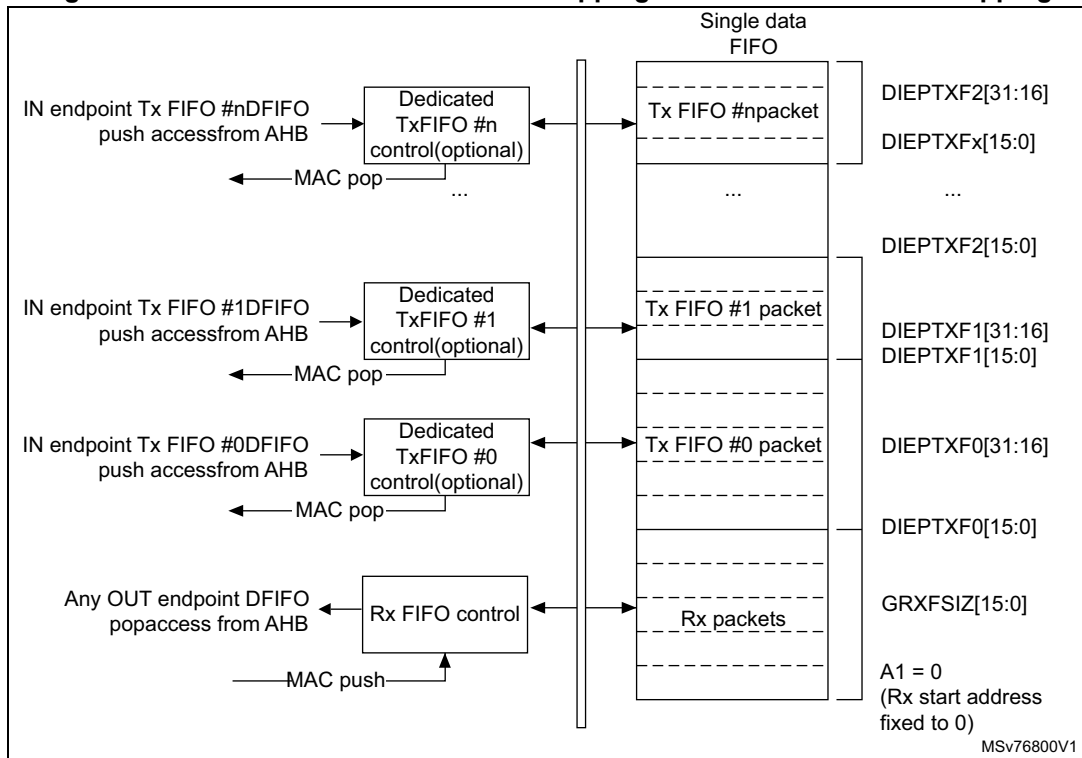 Single data
FIFO
IN endpoint Tx FIFO #nDFIFO
push accessfrom AHB
Dedicated
TxFIFO #n
control(optional)
MAC pop
...
Tx FIFO #npacket
...
DIEPTXF2[31:16]
DIEPTXFx[15:0]
...
DIEPTXF2[15:0]
IN endpoint Tx FIFO #1DFIFO
push accessfrom AHB
Dedicated
TxFIFO #1
control(optional)
MAC pop
Tx FIFO #1 packet
DIEPTXF1[31:16]
DIEPTXF1[15:0]
IN endpoint Tx FIFO #0DFIFO
push accessfrom AHB
Dedicated
TxFIFO #0
control(optional)
MAC pop
Tx FIFO #0 packet
DIEPTXF0[31:16]
DIEPTXF0[15:0]
Any OUT endpoint DFIFO
popaccess from AHB
Rx FIFO control
MAC push
Rx packets
GRXFSIZ[15:0]
A1 = 0
(Rx start address
fixed to 0)
MSv76800V1